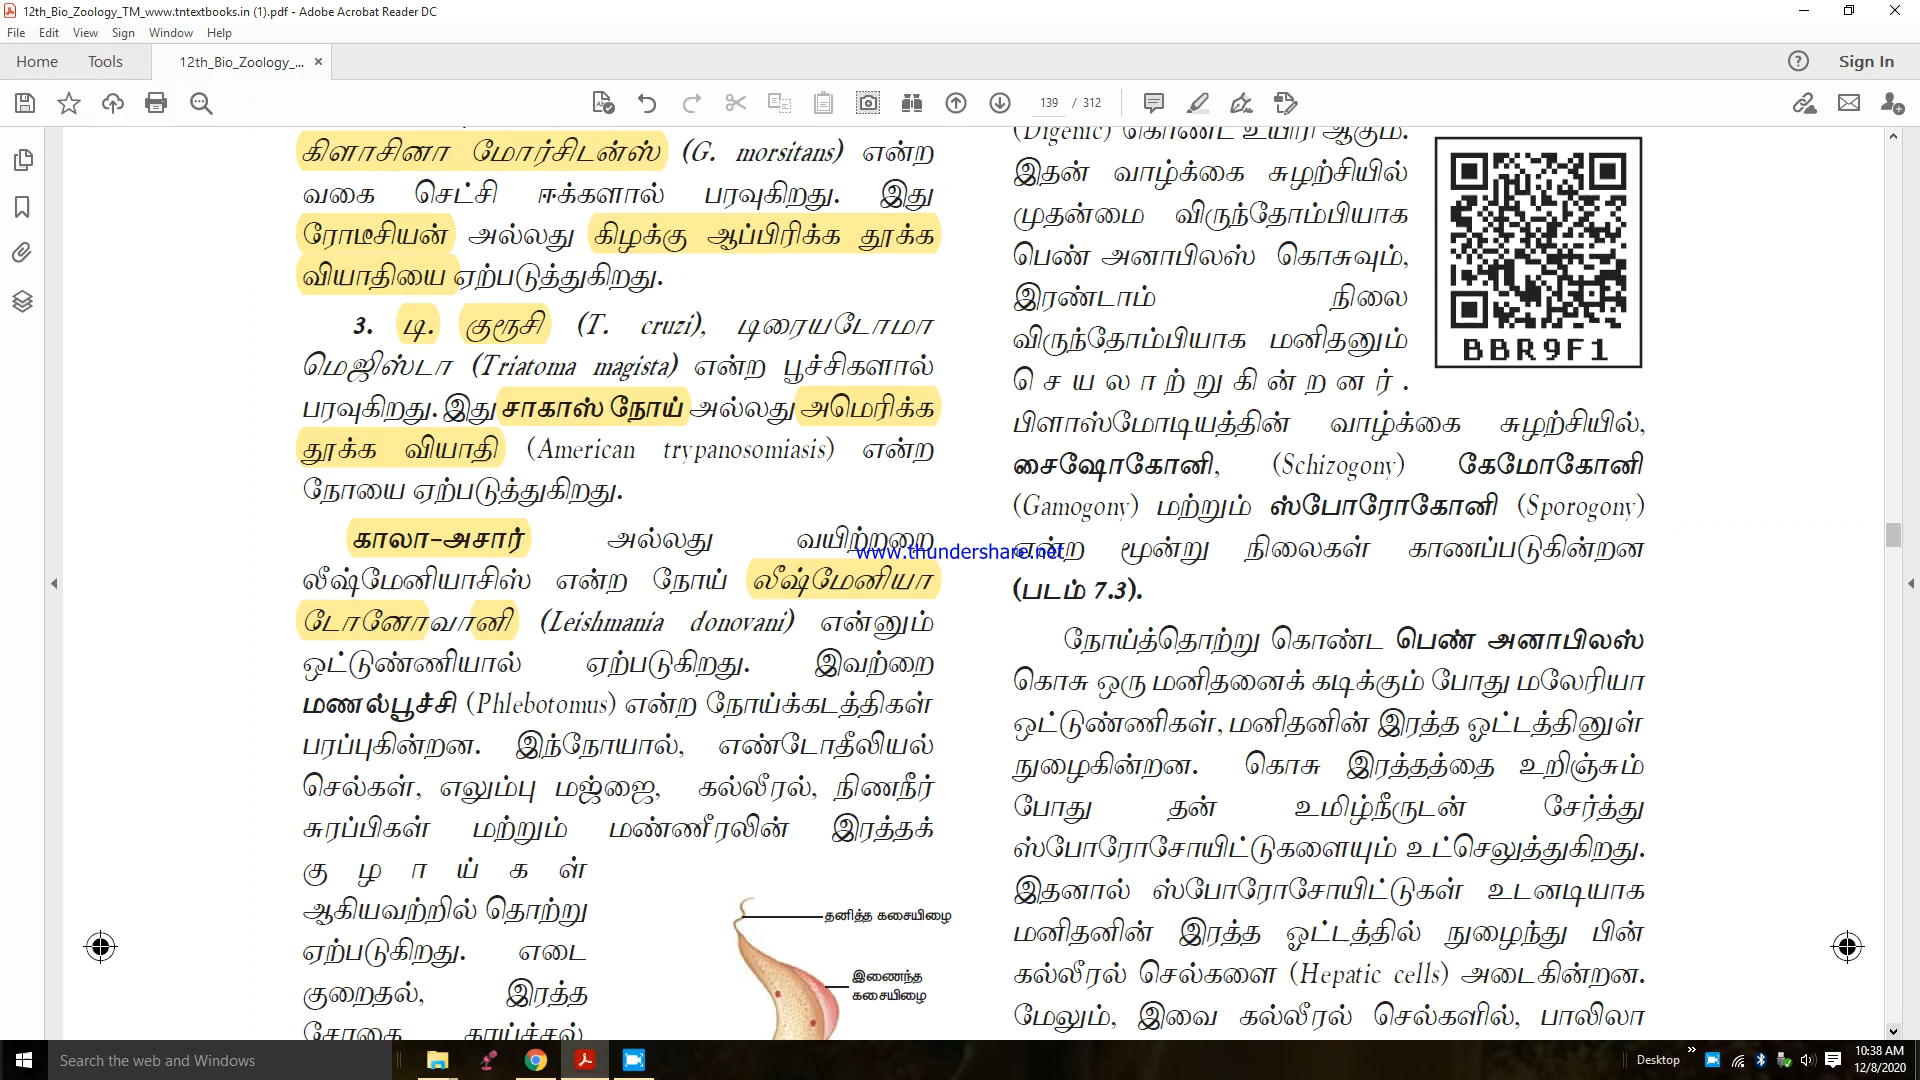 12th_Bio_Zoology_TM_www.tntextbooks.in (1).pdf - Adobe Acrobat Reader DC
File Edit View Sign Window Help
Home Tools 12th_Bio_Zoology_... × Sign In
139 / 312
கிளாசினா மோர்சிடன்ஸ் (G. morsitans) என்ற
வகை செட்சி ஈக்களால் பரவுகிறது. இது
ரோடீசியன் அல்லது கிழக்கு ஆப்பிரிக்க தூக்க
வியாதியை ஏற்படுத்துகிறது.
3. டி. குரூசி (T. cruzi), டிரையடோமா
மெஜிஸ்டா (Triatoma magista) என்ற பூச்சிகளால்
பரவுகிறது. இது சாகாஸ் நோய் அல்லது அமெரிக்க
தூக்க வியாதி (American trypanosomiasis) என்ற
நோயை ஏற்படுத்துகிறது.
காலா-அசார் அல்லது வயிற்றறை
லீஷ்மேனியாசிஸ் என்ற நோய் லீஷ்மேனியா
டோனோவானி (Leishmania donovani) என்னும்
ஒட்டுண்ணியால் ஏற்படுகிறது. இவற்றை
மணல்பூச்சி (Phlebotomus) என்ற நோய்க்கடத்திகள்
பரப்புகின்றன. இந்நோயால், எண்டோதீலியல்
செல்கள், எலும்பு மஜ்ஜை, கல்லீரல், நிணநீர்
சுரப்பிகள் மற்றும் மண்ணீரலின் இரத்தக்
குழாய்கள்
ஆகியவற்றில் தொற்று
ஏற்படுகிறது. எடை
குறைதல், இரத்த
சோகை, காய்ச்சல்,
தனித்த கசையிழை
இணைந்த
கசையிழை
(Digenic) கொண்ட உயிரி ஆகும்.
இதன் வாழ்க்கை சுழற்சியில்
முதன்மை விருந்தோம்பியாக
பெண் அனாபிலஸ் கொசுவும்,
இரண்டாம் நிலை
விருந்தோம்பியாக மனிதனும்
செயலாற்றுகின்றனர்.
BBR9F1
பிளாஸ்மோடியத்தின் வாழ்க்கை சுழற்சியில்,
சைஷோகோனி, (Schizogony) கேமோகோனி
(Gamogony) மற்றும் ஸ்போரோகோனி (Sporogony)
என்ற மூன்று நிலைகள் காணப்படுகின்றன
(படம் 7.3).
www.thundershare.net
நோய்த்தொற்று கொண்ட பெண் அனாபிலஸ்
கொசு ஒரு மனிதனைக் கடிக்கும் போது மலேரியா
ஒட்டுண்ணிகள், மனிதனின் இரத்த ஓட்டத்தினுள்
நுழைகின்றன. கொசு இரத்தத்தை உறிஞ்சும்
போது தன் உமிழ்நீருடன் சேர்த்து
ஸ்போரோசோயிட்டுகளையும் உட்செலுத்துகிறது.
இதனால் ஸ்போரோசோயிட்டுகள் உடனடியாக
மனிதனின் இரத்த ஓட்டத்தில் நுழைந்து பின்
கல்லீரல் செல்களை (Hepatic cells) அடைகின்றன.
மேலும், இவை கல்லீரல் செல்களில், பாலிலா
Search the web and Windows
Desktop
10:38 AM
12/8/2020